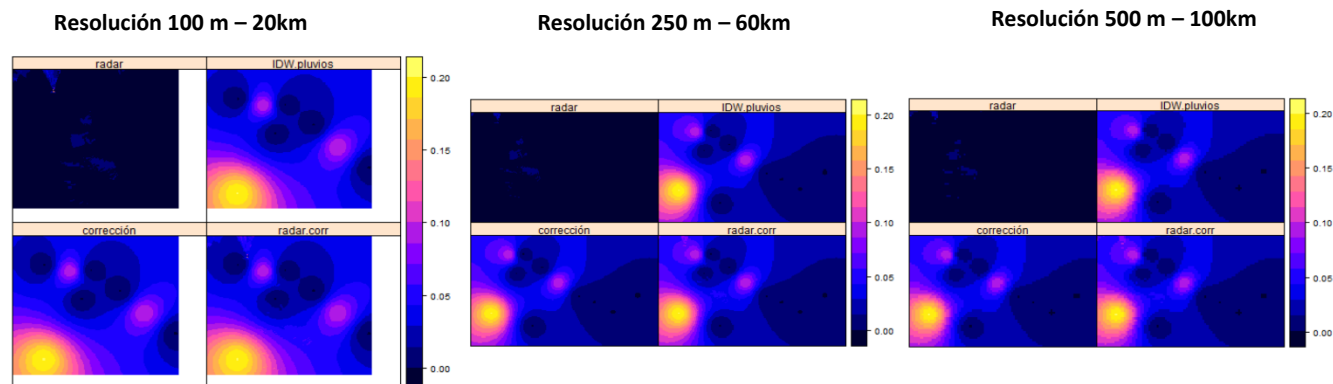 Resolución 100 m – 20km
radar
IDW.pluvios
corrección
radar.corr
0.20
0.15
0.10
0.05
0.00
Resolución 250 m – 60km
radar
IDW.pluvios
corrección
radar.corr
0.20
0.15
0.10
0.05
0.00
Resolución 500 m – 100km
radar
IDW.pluvios
corrección
radar.corr
0.20
0.15
0.10
0.05
0.00